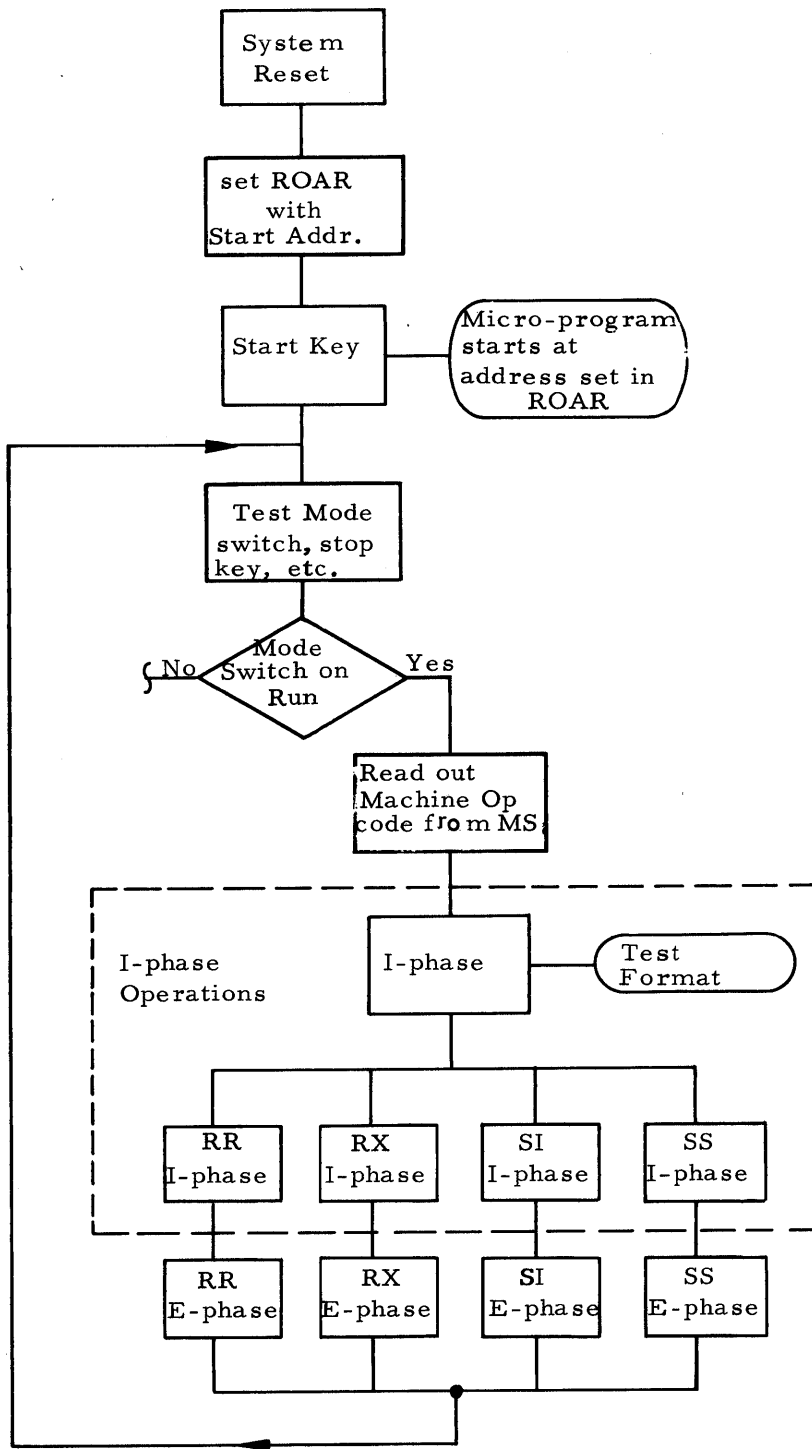 System
Reset
set ROAR
with
Start Addr.
Start Key
Micro-program
starts at
address set in
ROAR
Test Mode
switch, stop
key, etc.
Mode
Switch on
Run
No
Yes
Read out
Machine Op
code from MS
I-phase
Operations
I-phase
Test
Format
RR
I-phase
RX
I-phase
SI
I-phase
SS
I-phase
RR
E-phase
RX
E-phase
SI
E-phase
SS
E-phase